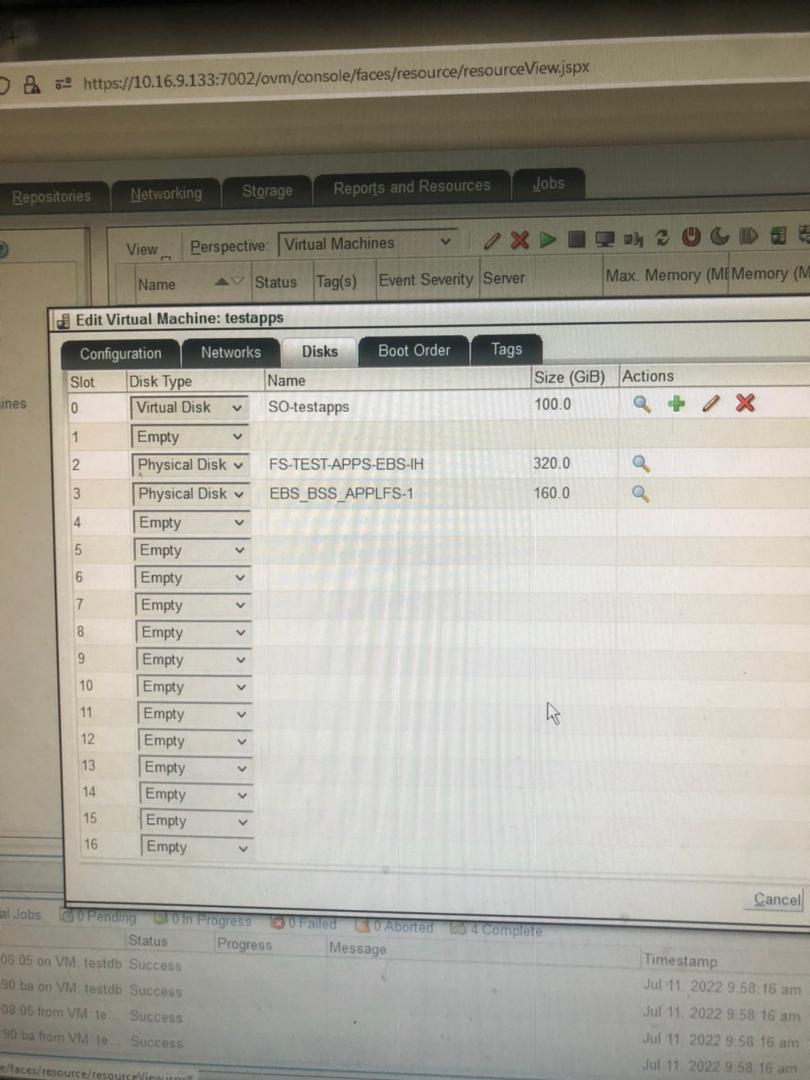 https://10.16.9.133:7002/ovm/console/faces/resource/resourceView.jspx
Repositories Networking Storage Reports and Resources Jobs
View Perspective: Virtual Machines
Name Status Tag(s) Event Severity Server Max. Memory (MI Memory (M
Edit Virtual Machine: testapps
Configuration Networks Disks Boot Order Tags
Slot Disk Type Name Size (GiB) Actions
ines
0 Virtual Disk SO-testapps 100.0
1 Empty
2 Physical Disk FS-TEST-APPS-EBS-IH 320.0
3 Physical Disk EBS_BSS_APPLFS-1 160.0
4 Empty
5 Empty
6 Empty
7 Empty
8 Empty
9 Empty
10 Empty
11 Empty
12 Empty
13 Empty
14 Empty
15 Empty
16 Empty
Cancel
al Jobs 0 Pending 0 In Progress 0 Failed 0 Aborted 4 Complete
Status Progress Message Timestamp
08 05 on VM: testdb Success Jul 11, 2022 9:58:16 am
90 ba on VM: testdb Success Jul 11, 2022 9:58:16 am
08 05 from VM: te... Success Jul 11, 2022 9:58:16 am
90 ba from VM: te... Success Jul 11, 2022 9:58:16 am
e/faces/resource/resourceView.jspx#